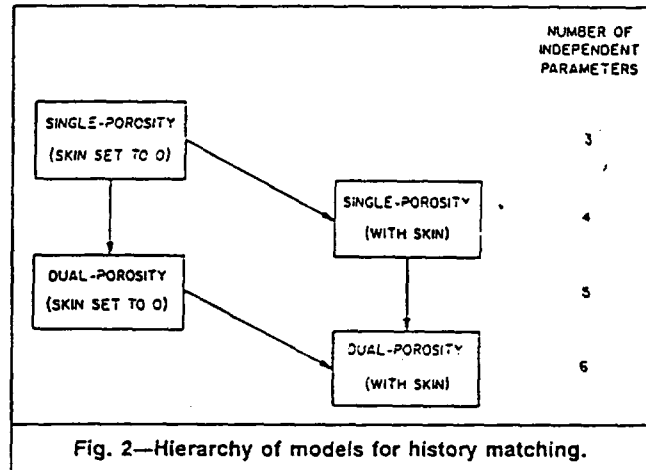 NUMBER OF
INDEPENDENT
PARAMETERS
SINGLE-POROSITY
(SKIN SET TO 0)
3
SINGLE-POROSITY
(WITH SKIN)
4
DUAL-POROSITY
(SKIN SET TO 0)
5
DUAL-POROSITY
(WITH SKIN)
6
Fig. 2—Hierarchy of models for history matching.